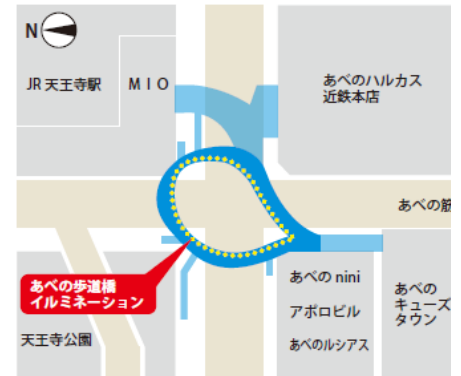 N
JR 天王寺駅
MIO
あべのハルカス
近鉄本店
あべの筋
あべの歩道橋
イルミネーション
天王寺公園
あべの nini
アポロビル
あべのルシアス
あべの
キューズ
タウン